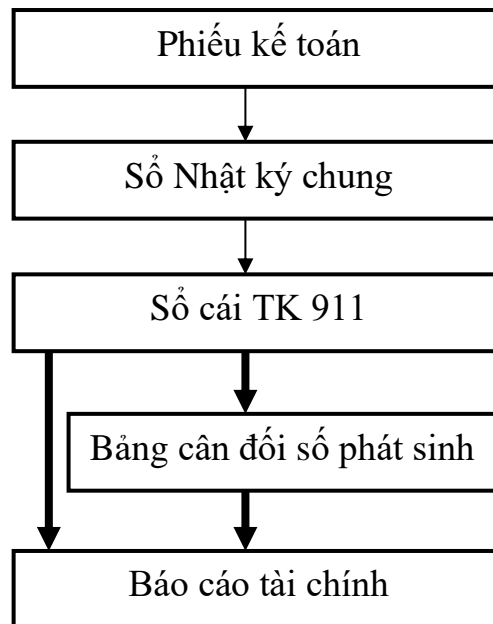 Phiếu kế toán
Sổ Nhật ký chung
Sổ cái TK 911
Bảng cân đối số phát sinh
Báo cáo tài chính